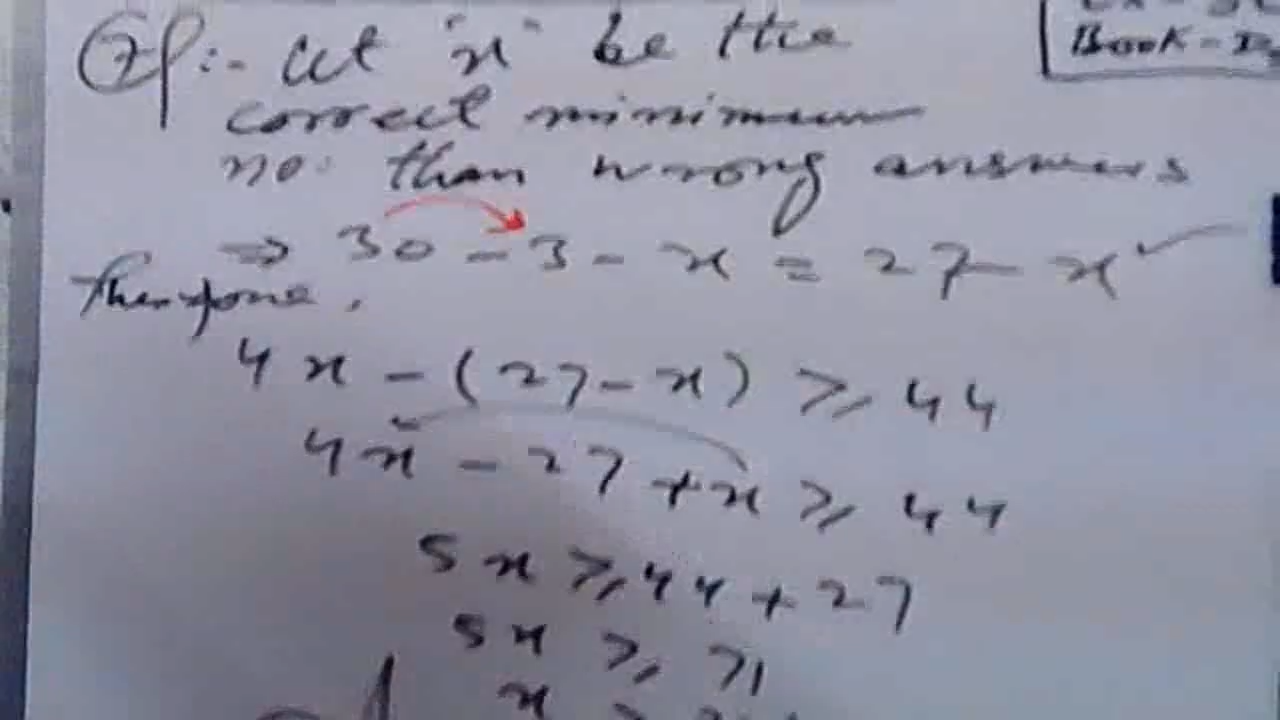 Book -
7):- Let "x" be the
correct minimum
no. than wrong answers
⇒ 30 - 3 - x = 27 - x ✓
Therefore,
4x - (27 - x) ⩾ 44
4x - 27 + x ⩾ 44
5x ⩾ 44 + 27
5x ⩾ 71
x